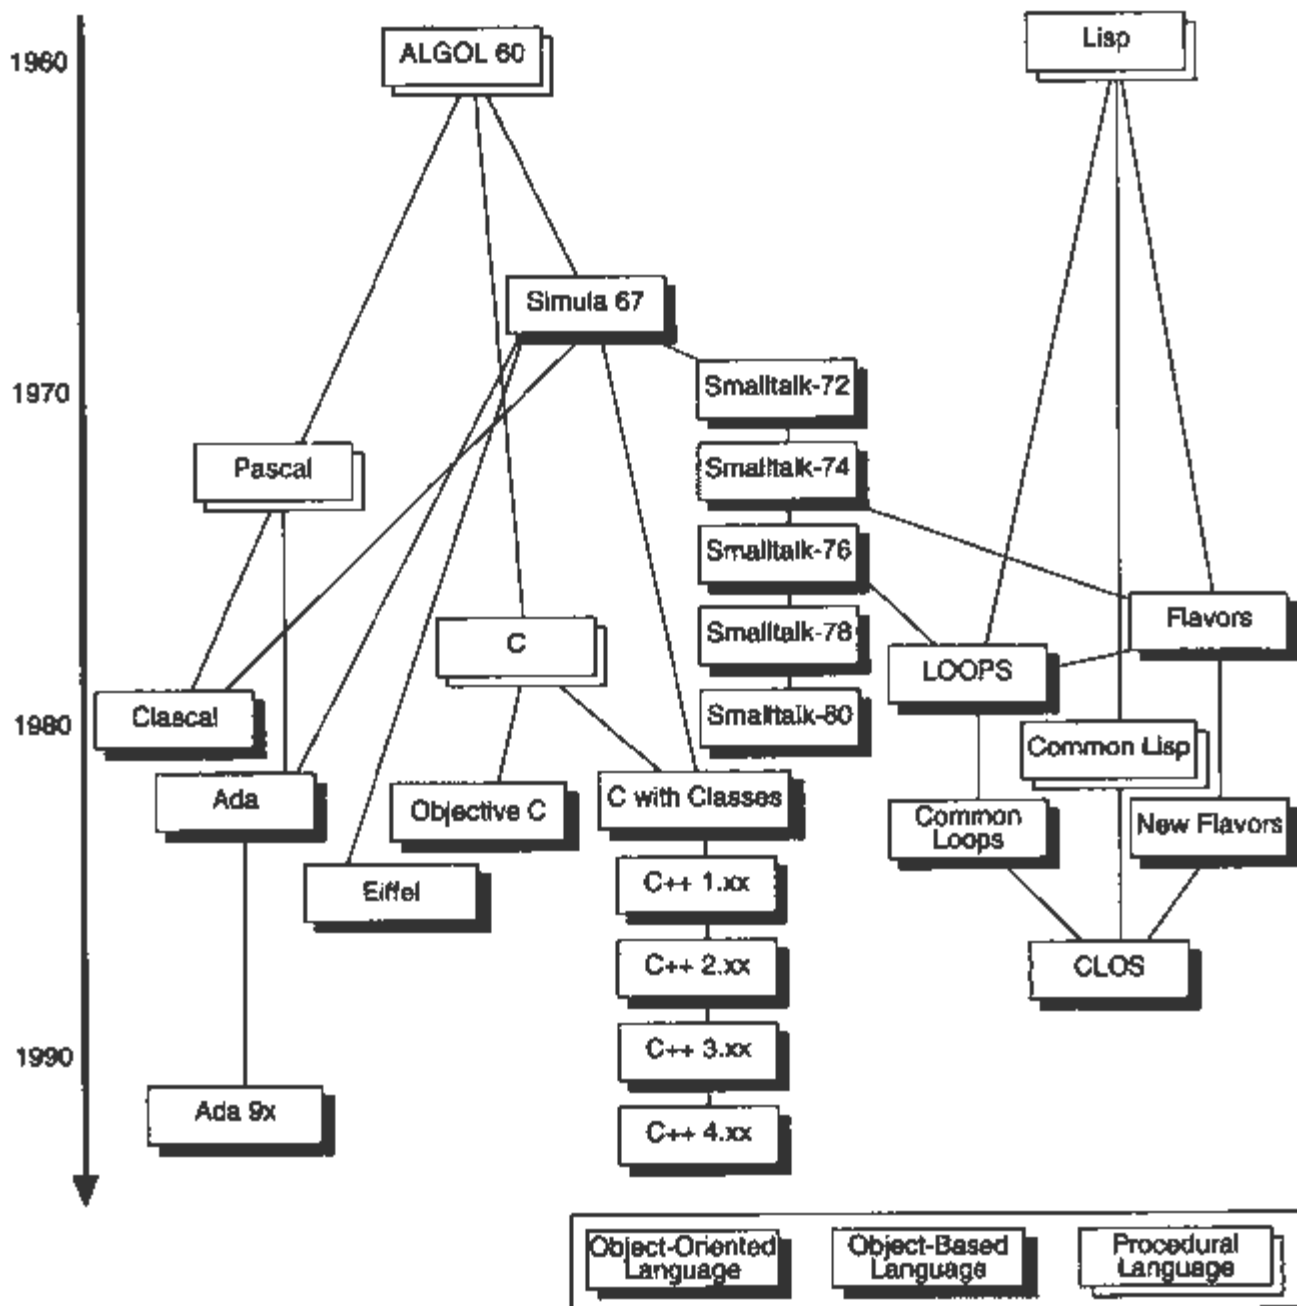 1960
ALGOL 60
Lisp
Simula 67
1970
Smalltalk-72
Pascal
Smalltalk-74
Smalltalk-76
Flavors
C
Smalltalk-78
LOOPS
Clascal
1980
Smalltalk-80
Common Lisp
Ada
Objective C
C with Classes
Common
Loops
New Flavors
Eiffel
C++ 1.xx
C++ 2.xx
CLOS
1990
C++ 3.xx
Ada 9x
C++ 4.xx
Object-Oriented
Language
Object-Based
Language
Procedural
Language